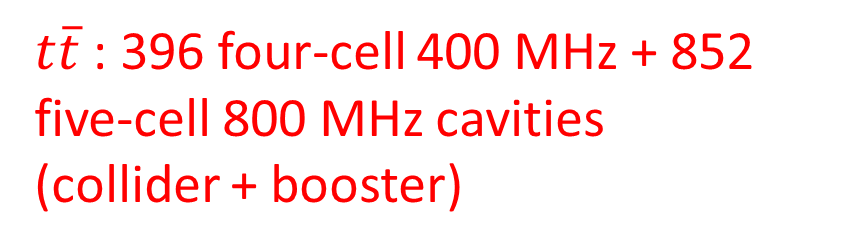 tt̄ : 396 four-cell 400 MHz + 852
five-cell 800 MHz cavities
(collider + booster)